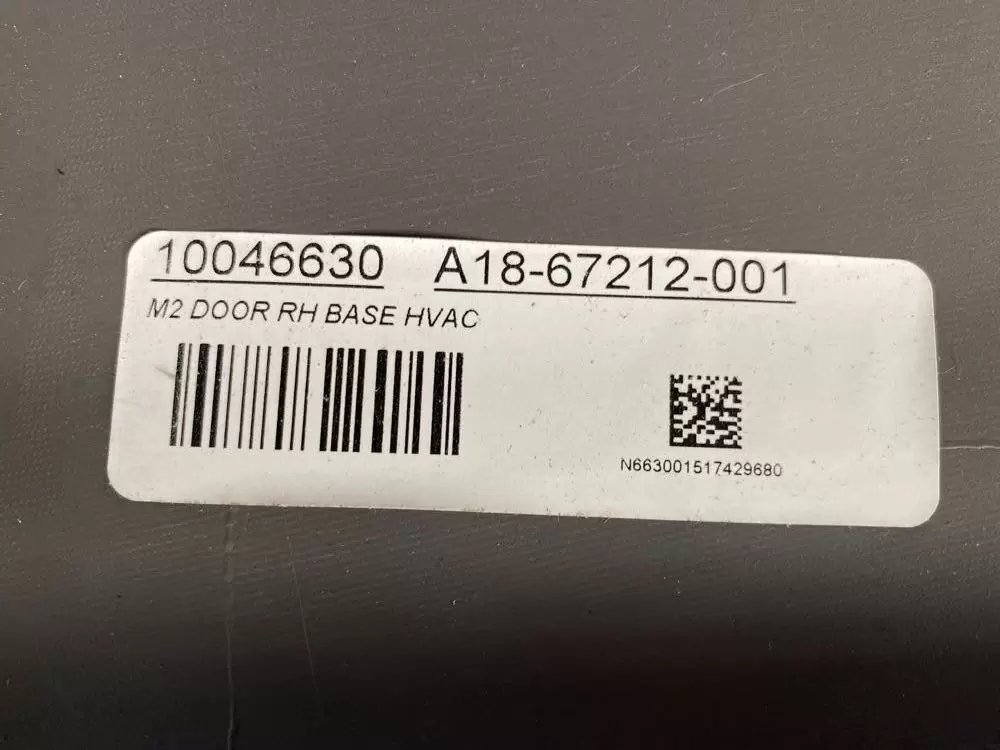 10046630 A18-67212-001
M2 DOOR RH BASE HVAC
N663001517429680